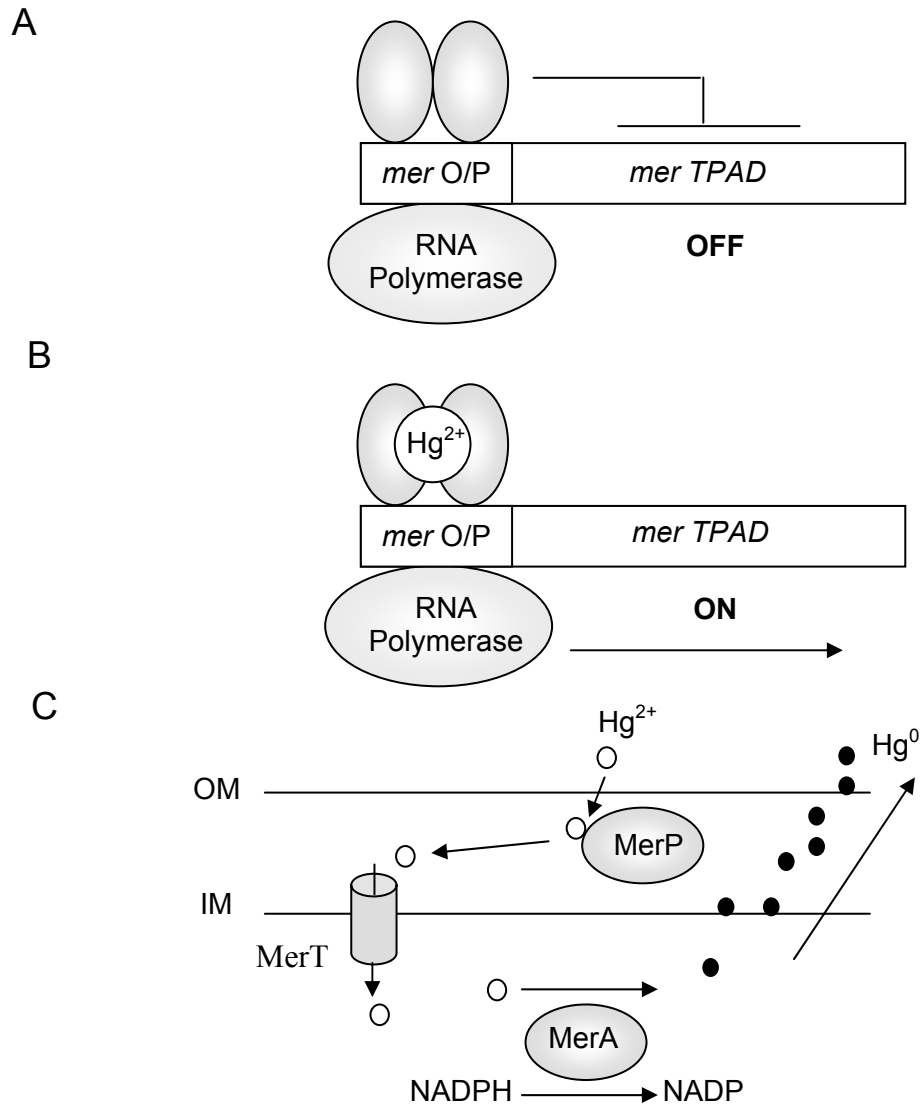 A
mer O/P
mer TPAD
RNA
Polymerase
OFF
B
Hg²⁺
mer O/P
mer TPAD
RNA
Polymerase
ON
C
Hg²⁺
Hg⁰
OM
MerP
IM
MerT
MerA
NADPH
NADP